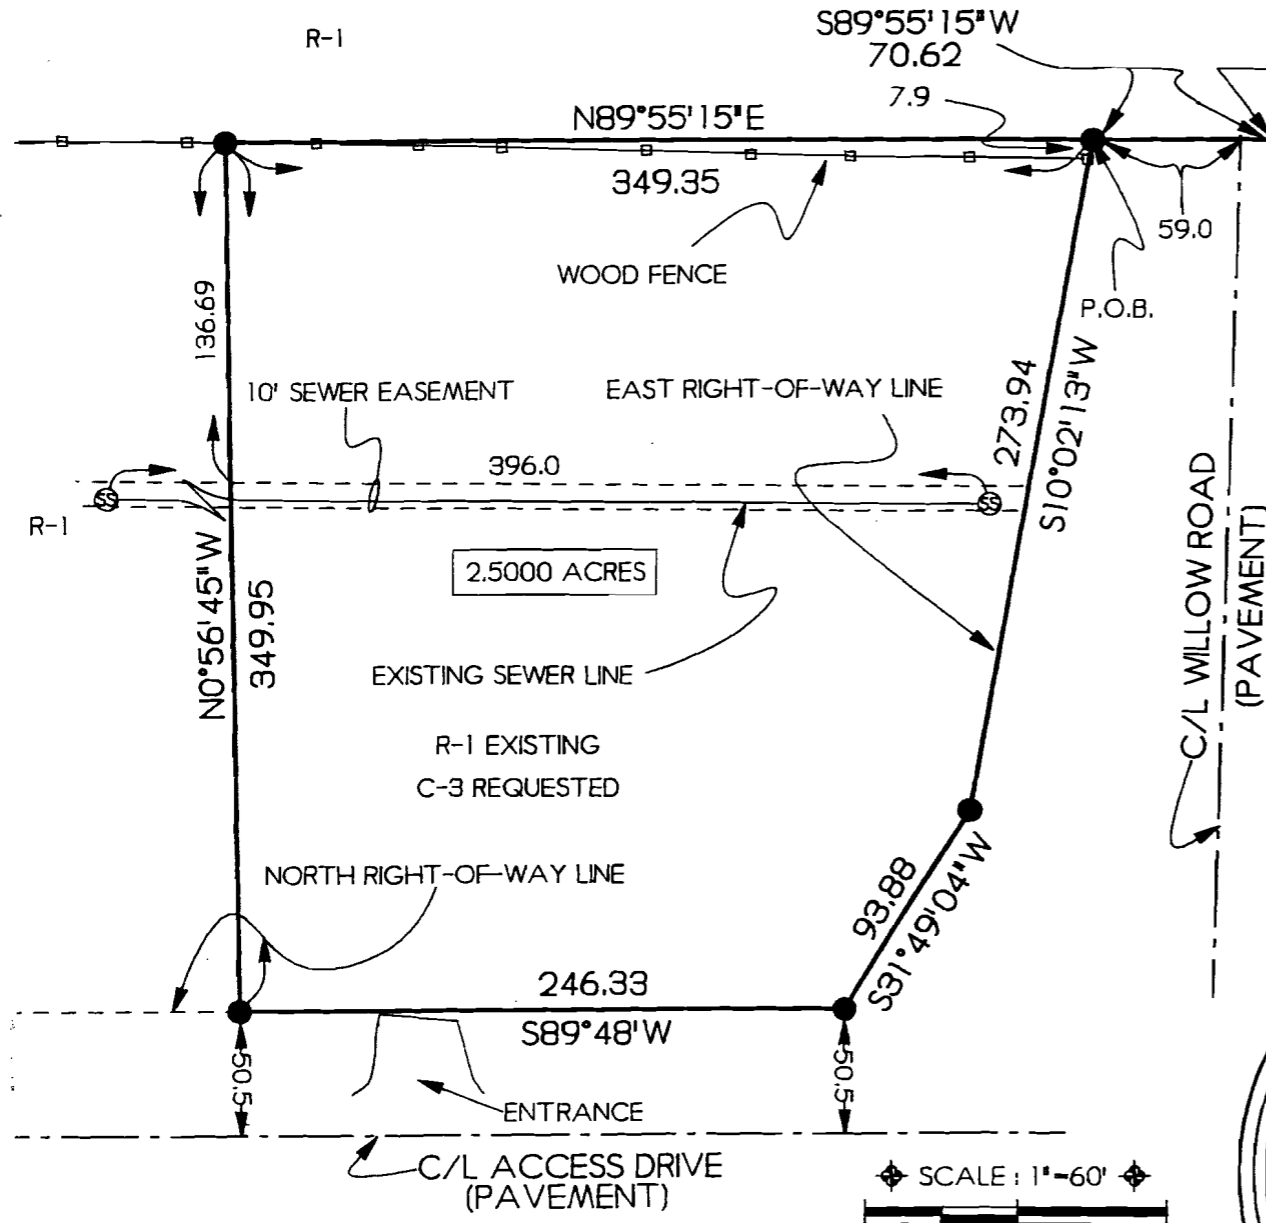 R-1
S89°55'15"W
70.62
7.9
N89°55'15"E
349.35
59.0
WOOD FENCE
P.O.B.
136.69
10' SEWER EASEMENT
EAST RIGHT-OF-WAY LINE
273.94
S10°02'13"W
396.0
SS
SS
R-1
2.5000 ACRES
N0°56'45"W
349.95
C/L WILLOW ROAD
(PAVEMENT)
EXISTING SEWER LINE
R-1 EXISTING
C-3 REQUESTED
NORTH RIGHT-OF-WAY LINE
93.88
S31°49'04"W
246.33
S89°48'W
50.5
50.5
ENTRANCE
C/L ACCESS DRIVE
(PAVEMENT)
SCALE : 1"=60'